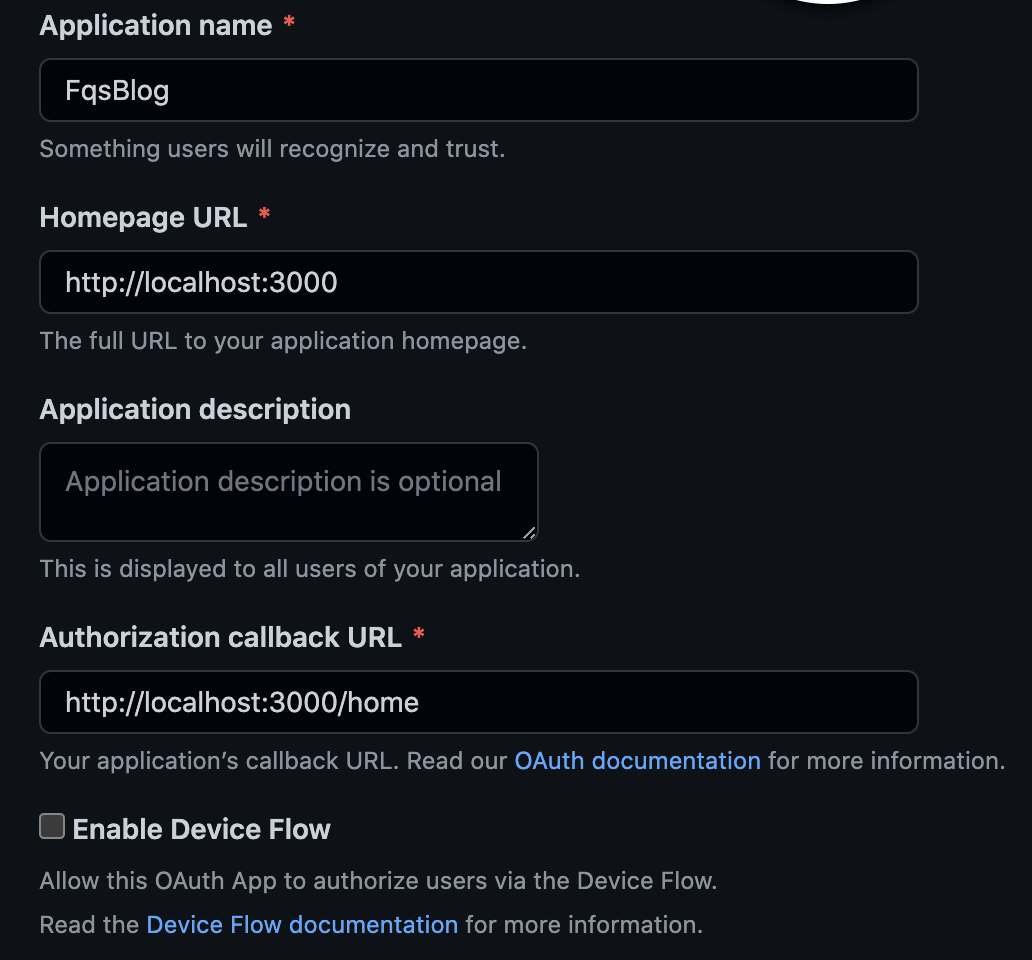 Application name *
FqsBlog
Something users will recognize and trust.
Homepage URL *
http://localhost:3000
The full URL to your application homepage.
Application description
Application description is optional
This is displayed to all users of your application.
Authorization callback URL *
http://localhost:3000/home
Your application’s callback URL. Read our OAuth documentation for more information.
Enable Device Flow
Allow this OAuth App to authorize users via the Device Flow.
Read the Device Flow documentation for more information.